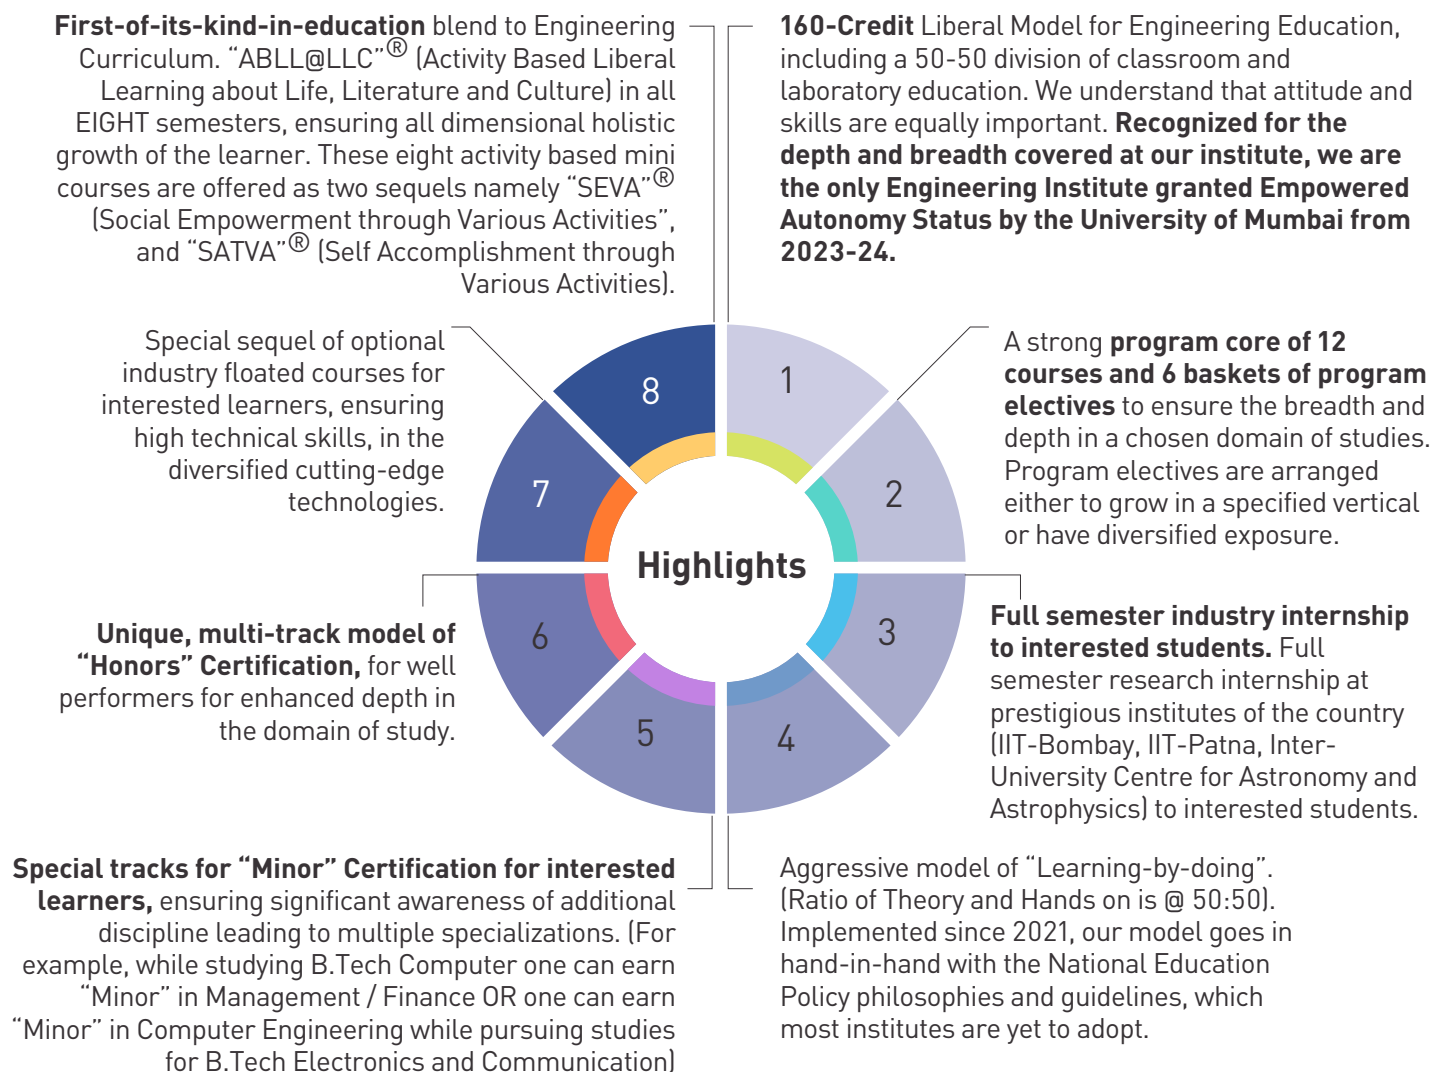 First-of-its-kind-in-education blend to Engineering
Curriculum. “ABLL@LLC”® (Activity Based Liberal
Learning about Life, Literature and Culture) in all
EIGHT semesters, ensuring all dimensional holistic
growth of the learner. These eight activity based mini
courses are offered as two sequels namely “SEVA”®
(Social Empowerment through Various Activities”,
and “SATVA”® (Self Accomplishment through
Various Activities).
160-Credit Liberal Model for Engineering Education,
including a 50-50 division of classroom and
laboratory education. We understand that attitude and
skills are equally important. Recognized for the
depth and breadth covered at our institute, we are
the only Engineering Institute granted Empowered
Autonomy Status by the University of Mumbai from
2023-24.
Special sequel of optional
industry floated courses for
interested learners, ensuring
high technical skills, in the
diversified cutting-edge
technologies.
A strong program core of 12
courses and 6 baskets of program
electives to ensure the breadth and
depth in a chosen domain of studies.
Program electives are arranged
either to grow in a specified vertical
or have diversified exposure.
8
1
7
2
Highlights
6
3
5
4
Unique, multi-track model of
“Honors” Certification, for well
performers for enhanced depth in
the domain of study.
Full semester industry internship
to interested students. Full
semester research internship at
prestigious institutes of the country
(IIT-Bombay, IIT-Patna, Inter-
University Centre for Astronomy and
Astrophysics) to interested students.
Special tracks for “Minor” Certification for interested
learners, ensuring significant awareness of additional
discipline leading to multiple specializations. (For
example, while studying B.Tech Computer one can earn
“Minor” in Management / Finance OR one can earn
“Minor” in Computer Engineering while pursuing studies
for B.Tech Electronics and Communication)
Aggressive model of “Learning-by-doing”.
(Ratio of Theory and Hands on is @ 50:50).
Implemented since 2021, our model goes in
hand-in-hand with the National Education
Policy philosophies and guidelines, which
most institutes are yet to adopt.